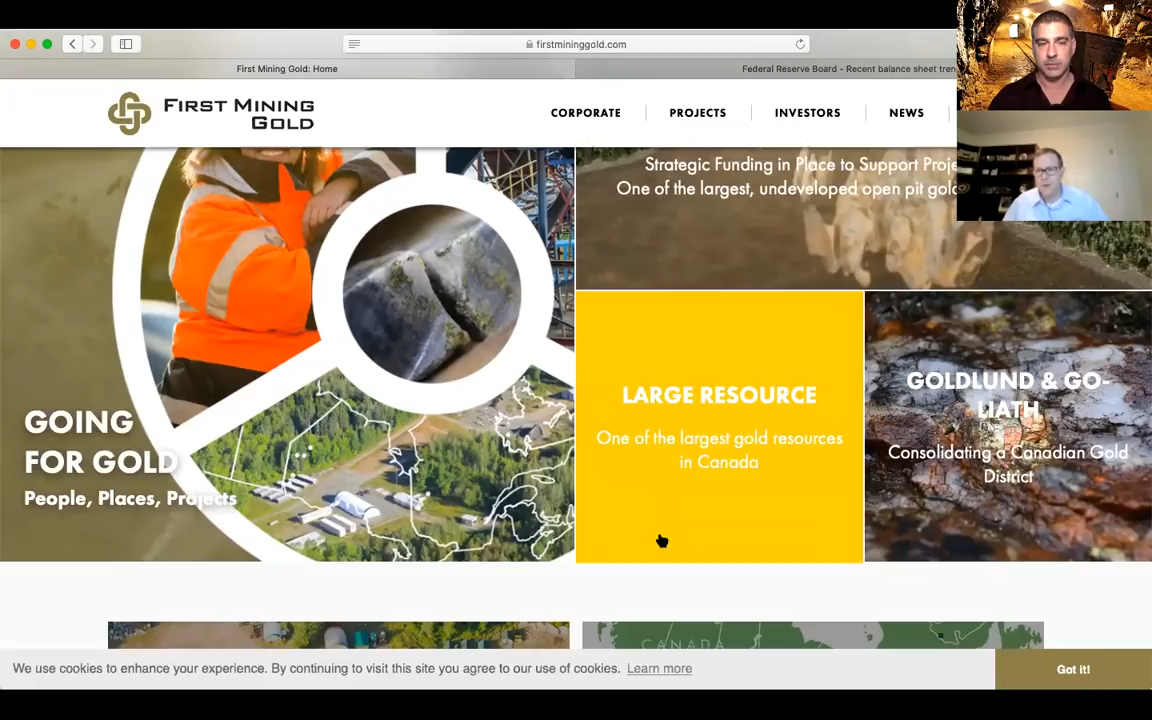 firstmininggold.com
First Mining Gold: Home
Federal Reserve Board - Recent balance sheet tren
FIRST MINING
GOLD
CORPORATE
PROJECTS
INVESTORS
NEWS
Strategic Funding in Place to Support Proje
One of the largest, undeveloped open pit gold
GOING
FOR GOLD
People, Places, Projects
LARGE RESOURCE
One of the largest gold resources
in Canada
GOLDLUND & GO-
LIATH
Consolidating a Canadian Gold
District
CANADA
We use cookies to enhance your experience. By continuing to visit this site you agree to our use of cookies. Learn more
Got it!